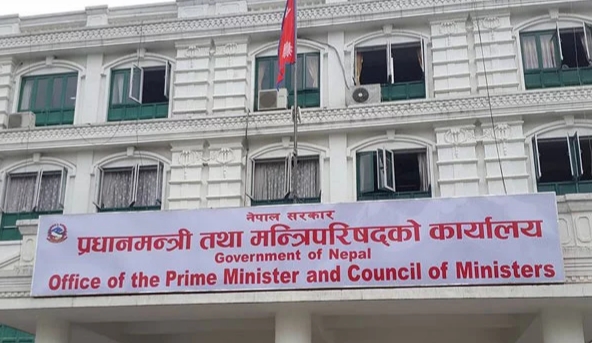 नेपाल सरकार
प्रधानमन्त्री तथा मन्त्रिपरिषद्को कार्यालय
Government of Nepal
Office of the Prime Minister and Council of Ministers